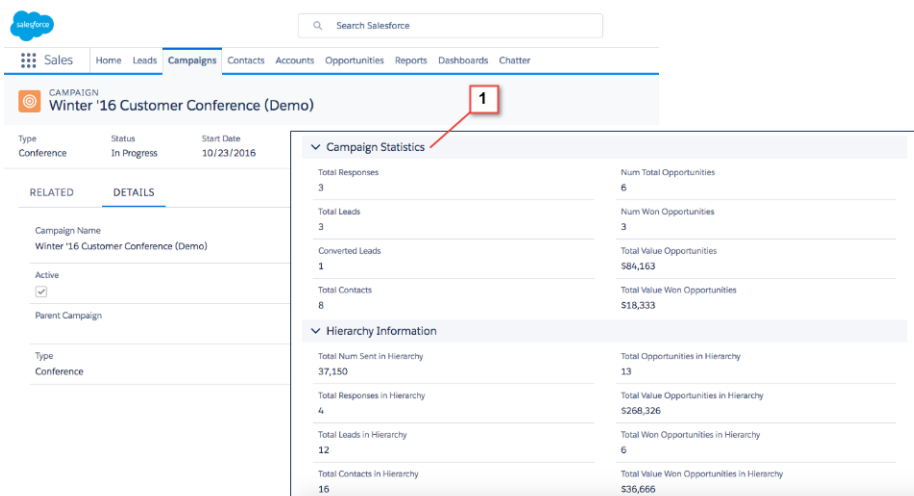 salesforce
Search Salesforce
Sales Home Leads Campaigns Contacts Accounts Opportunities Reports Dashboards Chatter
CAMPAIGN
Winter '16 Customer Conference (Demo)
1
Type Status Start Date
Conference In Progress 10/23/2016
RELATED DETAILS
Campaign Name
Winter '16 Customer Conference (Demo)
Active
Parent Campaign
Type
Conference
Campaign Statistics
Total Responses Num Total Opportunities
3 6
Total Leads Num Won Opportunities
3 3
Converted Leads Total Value Opportunities
1 $84,163
Total Contacts Total Value Won Opportunities
8 $18,333
Hierarchy Information
Total Num Sent in Hierarchy Total Opportunities in Hierarchy
37,150 13
Total Responses in Hierarchy Total Value Opportunities in Hierarchy
4 $268,326
Total Leads in Hierarchy Total Won Opportunities in Hierarchy
12 6
Total Contacts in Hierarchy Total Value Won Opportunities in Hierarchy
16 $36,666